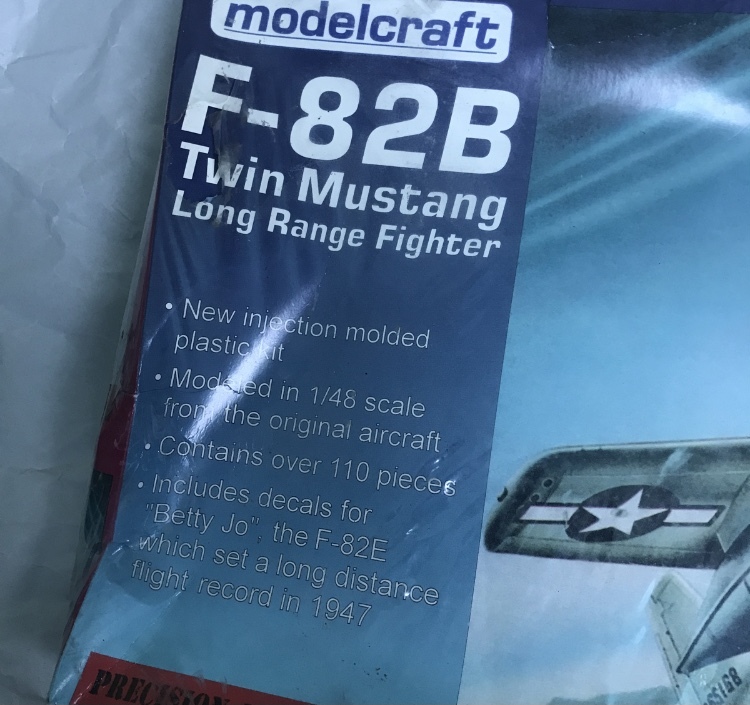 modelcraft
F-82B
Twin Mustang
Long Range Fighter
• New injection molded
plastic kit
• Modeled in 1/48 scale
from the original aircraft
• Contains over 110 pieces
• Includes decals for
"Betty Jo", the F-82E
which set a long distance
flight record in 1947
PRECISION